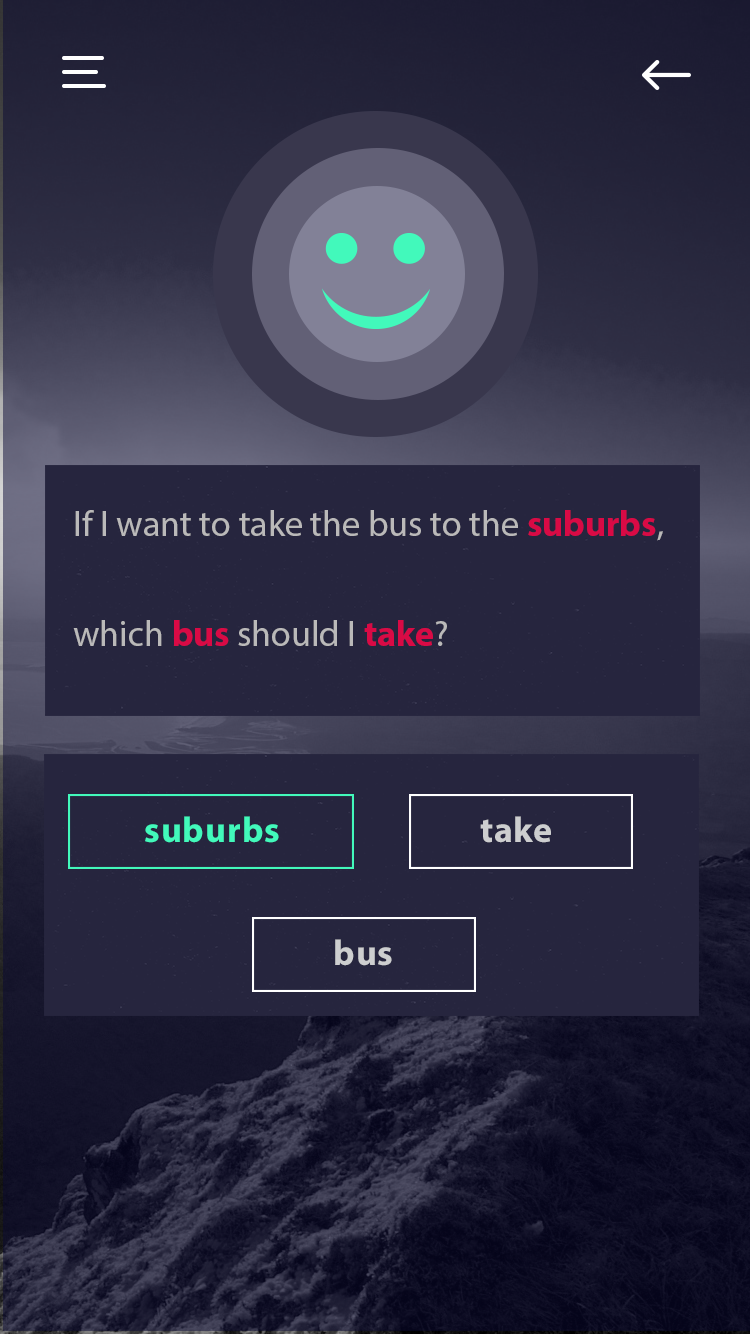 If I want to take the bus to the suburbs,
which bus should I take?
suburbs
take
bus